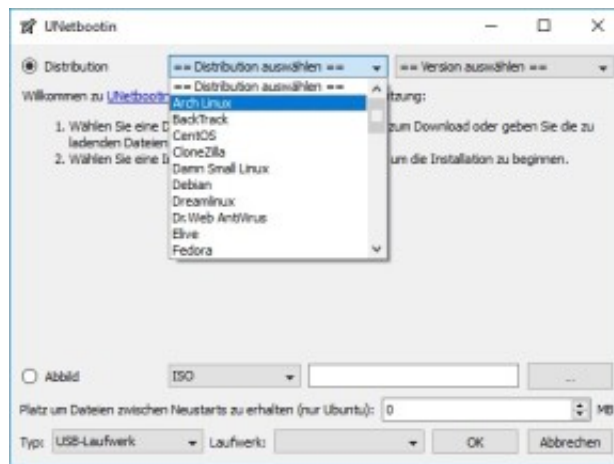 UNetbootin
Distribution
== Distribution auswählen ==
== Version auswählen ==
== Distribution auswählen ==
Willkommen zu UNetbootin
tzung:
Arch Linux
BackTrack
CentOS
CloneZilla
Damn Small Linux
Debian
Dreamlinux
Dr.Web AntiVirus
Elive
Fedora
1. Wählen Sie eine D
zum Download oder geben Sie die zu
ladenden Dateien
2. Wählen Sie eine
um die Installation zu beginnen.
Abbild
ISO
...
Platz um Dateien zwischen Neustarts zu erhalten (nur Ubuntu): 0 MB
Typ: USB-Laufwerk Laufwerk: OK Abbrechen